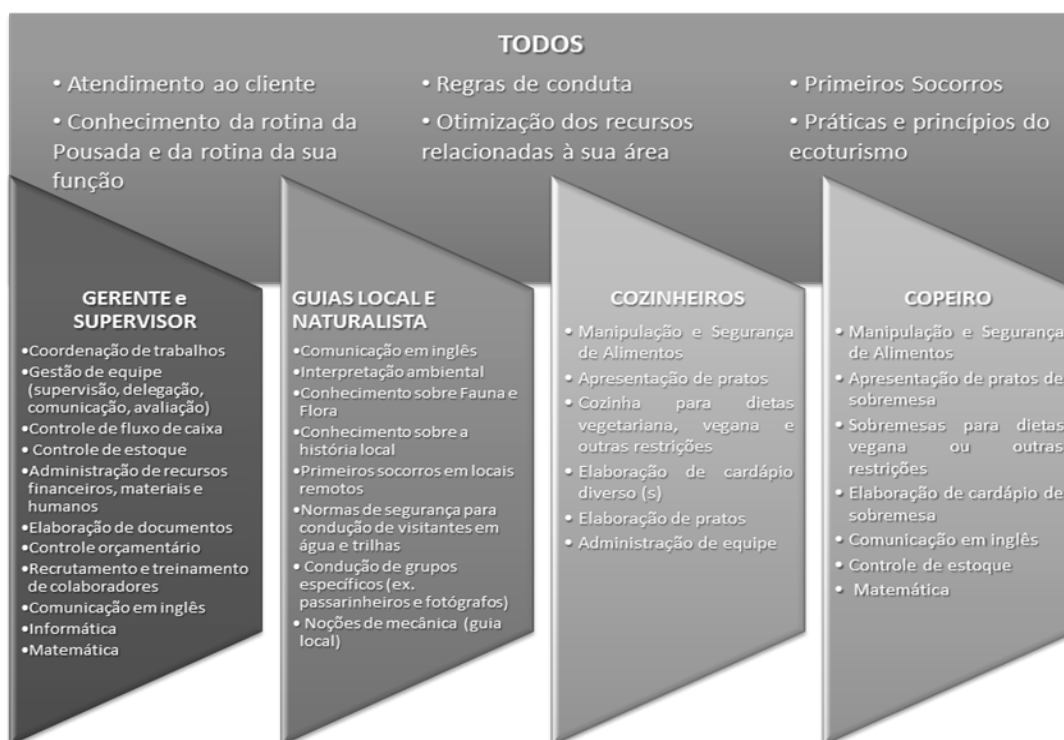 TODOS
• Atendimento ao cliente
• Conhecimento da rotina da
Pousada e da rotina da sua
função
• Regras de conduta
• Otimização dos recursos
relacionadas à sua área
• Primeiros Socorros
• Práticas e princípios do
ecoturismo
GERENTE e
SUPERVISOR
•Coordenação de trabalhos
•Gestão de equipe
(supervisão, delegação,
comunicação, avaliação)
•Controle de fluxo de caixa
• Controle de estoque
•Administração de recursos
financeiros, materiais e
humanos
•Elaboração de documentos
•Controle orçamentário
•Recrutamento e treinamento
de colaboradores
•Comunicação em inglês
•Informática
•Matemática
GUIAS LOCAL E
NATURALISTA
•Comunicação em inglês
•Interpretação ambiental
•Conhecimento sobre Fauna e
Flora
•Conhecimento sobre a
história local
•Primeiros socorros em locais
remotos
•Normas de segurança para
condução de visitantes em
água e trilhas
• Condução de grupos
específicos (ex.
passarinheiros e fotógrafos)
• Noções de mecânica (guia
local)
COZINHEIROS
• Manipulação e Segurança
de Alimentos
• Apresentação de pratos
• Cozinha para dietas
vegetariana, vegana e
outras restrições
• Elaboração de cardápio
diverso (s)
• Elaboração de pratos
• Administração de equipe
COPEIRO
• Manipulação e Segurança
de Alimentos
• Apresentação de pratos de
sobremesa
• Sobremesas para dietas
vegana ou outras
restrições
• Elaboração de cardápio de
sobremesa
• Comunicação em inglês
• Controle de estoque
• Matemática